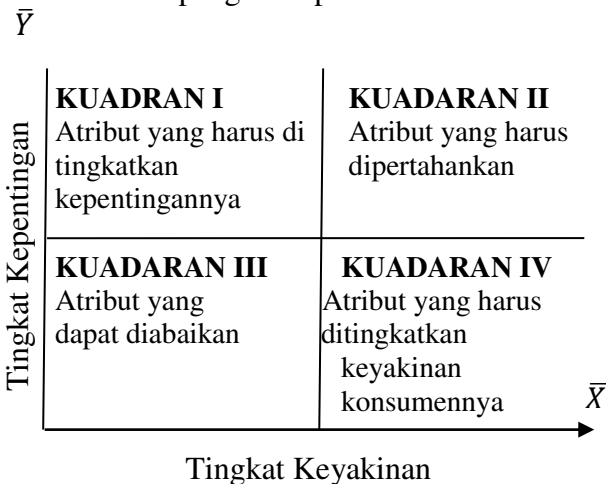 Y̅
KUADRAN I
Atribut yang harus di
tingkatkan
kepentingannya
KUADARAN II
Atribut yang harus
dipertahankan
KUADARAN III
Atribut yang
dapat diabaikan
KUADARAN IV
Atribut yang harus
ditingkatkan
keyakinan
konsumennya
Tingkat Kepentingan
X̅
Tingkat Keyakinan